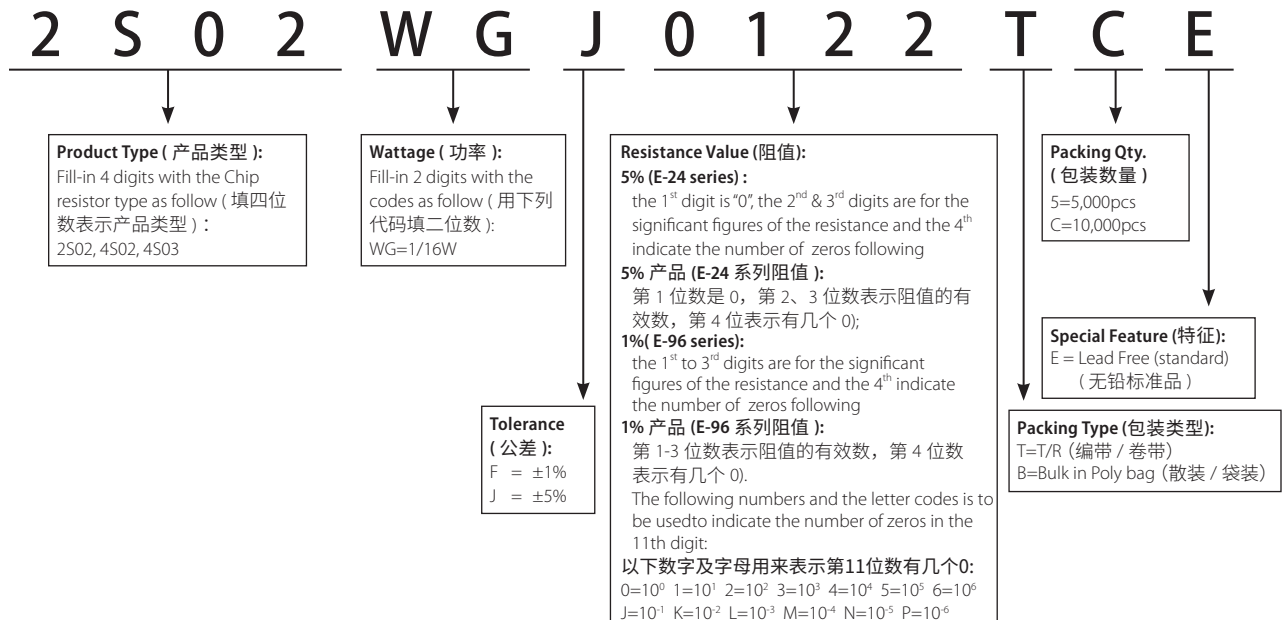 2 S 0 2 W G J 0 1 2 2 T C E
Product Type ( 产品类型 ):
Fill-in 4 digits with the Chip
resistor type as follow ( 填四位
数表示产品类型 ) :
2S02, 4S02, 4S03
Wattage ( 功率 ):
Fill-in 2 digits with the
codes as follow ( 用下列
代码填二位数 ):
WG=1/16W
Tolerance
( 公差 ):
F = ±1%
J = ±5%
Resistance Value (阻值):
5% (E-24 series) :
the 1st digit is “0”, the 2nd & 3rd digits are for the
significant figures of the resistance and the 4th
indicate the number of zeros following
5% 产品 (E-24 系列阻值 ):
第 1 位数是 0，第 2、3 位数表示阻值的有
效数，第 4 位表示有几个 0);
1%( E-96 series):
the 1st to 3rd digits are for the significant
figures of the resistance and the 4th indicate
the number of zeros following
1% 产品 (E-96 系列阻值 ):
第 1-3 位数表示阻值的有效数，第 4 位数
表示有几个 0).
The following numbers and the letter codes is to
be usedto indicate the number of zeros in the
11th digit:
以下数字及字母用来表示第11位数有几个0:
0=10⁰ 1=10¹ 2=10² 3=10³ 4=10⁴ 5=10⁵ 6=10⁶
J=10⁻¹ K=10⁻² L=10⁻³ M=10⁻⁴ N=10⁻⁵ P=10⁻⁶
Packing Qty.
( 包装数量 )
5=5,000pcs
C=10,000pcs
Special Feature (特征):
E = Lead Free (standard)
( 无铅标准品 )
Packing Type (包装类型):
T=T/R (编带 / 卷带)
B=Bulk in Poly bag (散装 / 袋装)